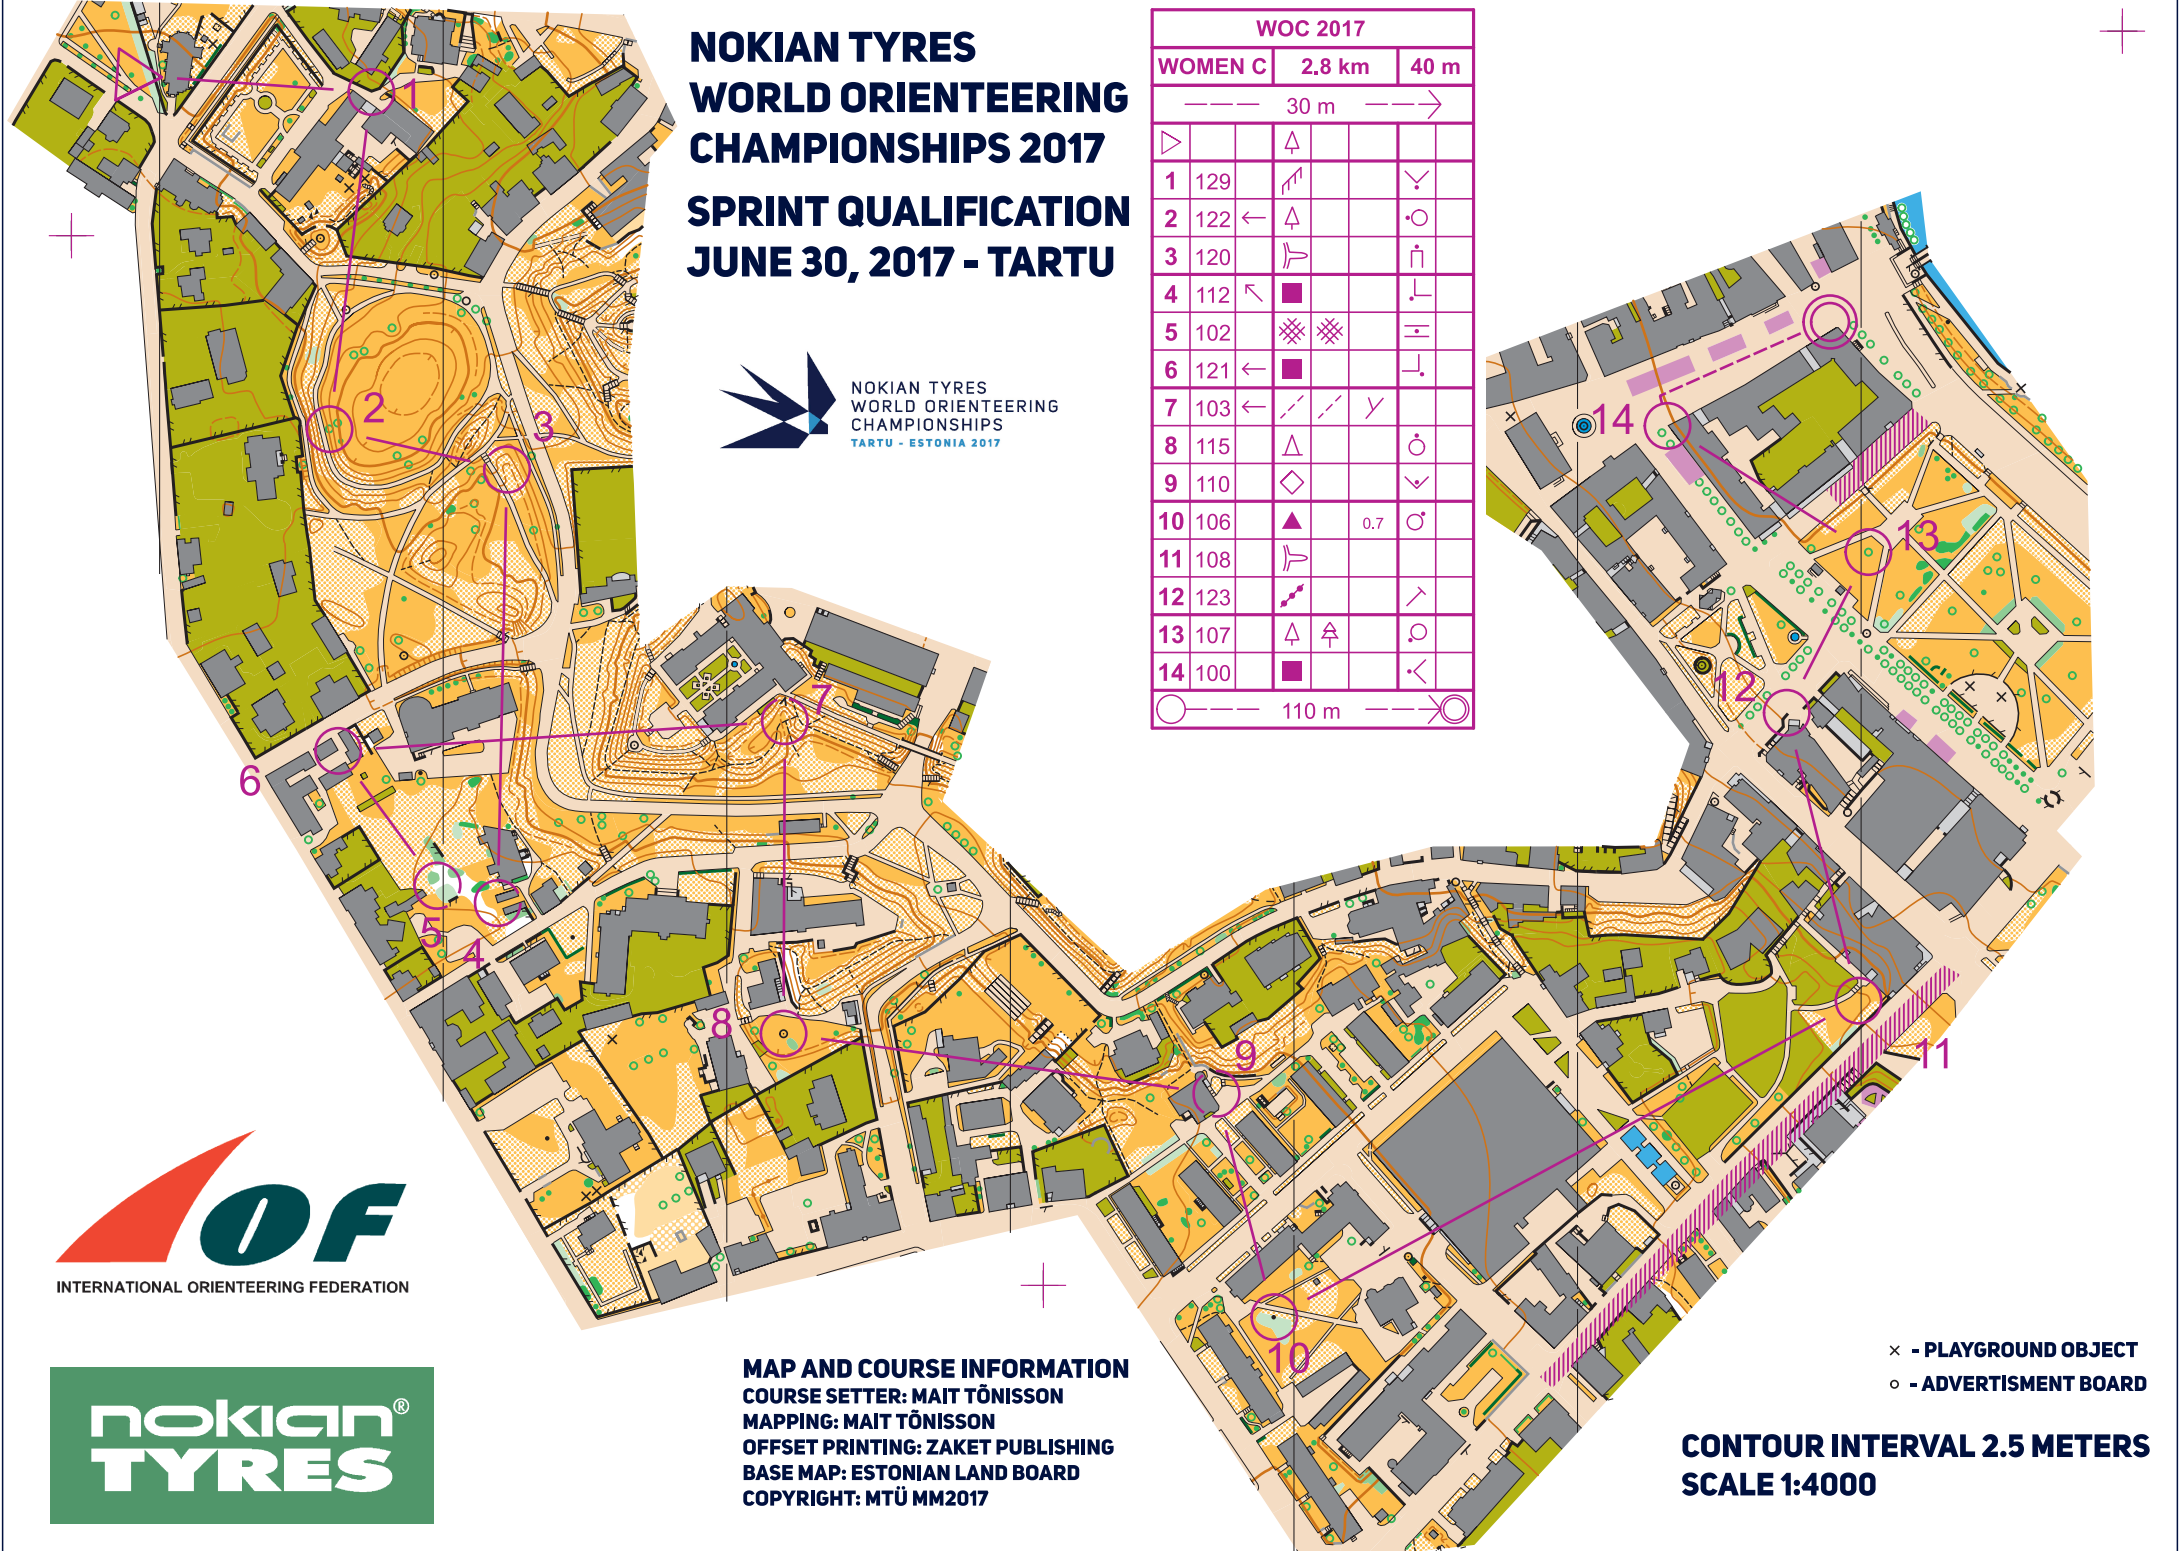 NOKIAN TYRES
WORLD ORIENTEERING
CHAMPIONSHIPS 2017
SPRINT QUALIFICATION
JUNE 30, 2017 - TARTU
NOKIAN TYRES
WORLD ORIENTEERING
CHAMPIONSHIPS
TARTU - ESTONIA 2017
WOC 2017
WOMEN C 2.8 km 40 m
30 m
1 129
2 122
3 120
4 112
5 102
6 121
7 103
8 115
9 110
10 106 0.7
11 108
12 123
13 107
14 100
110 m
1
2
3
14
13
12
7
6
5
4
8
9
11
10
IOF
INTERNATIONAL ORIENTEERING FEDERATION
NOKIAN®
TYRES
MAP AND COURSE INFORMATION
COURSE SETTER: MAIT TÕNISSON
MAPPING: MAIT TÕNISSON
OFFSET PRINTING: ZAKET PUBLISHING
BASE MAP: ESTONIAN LAND BOARD
COPYRIGHT: MTÜ MM2017
× - PLAYGROUND OBJECT
○ - ADVERTISMENT BOARD
CONTOUR INTERVAL 2.5 METERS
SCALE 1:4000